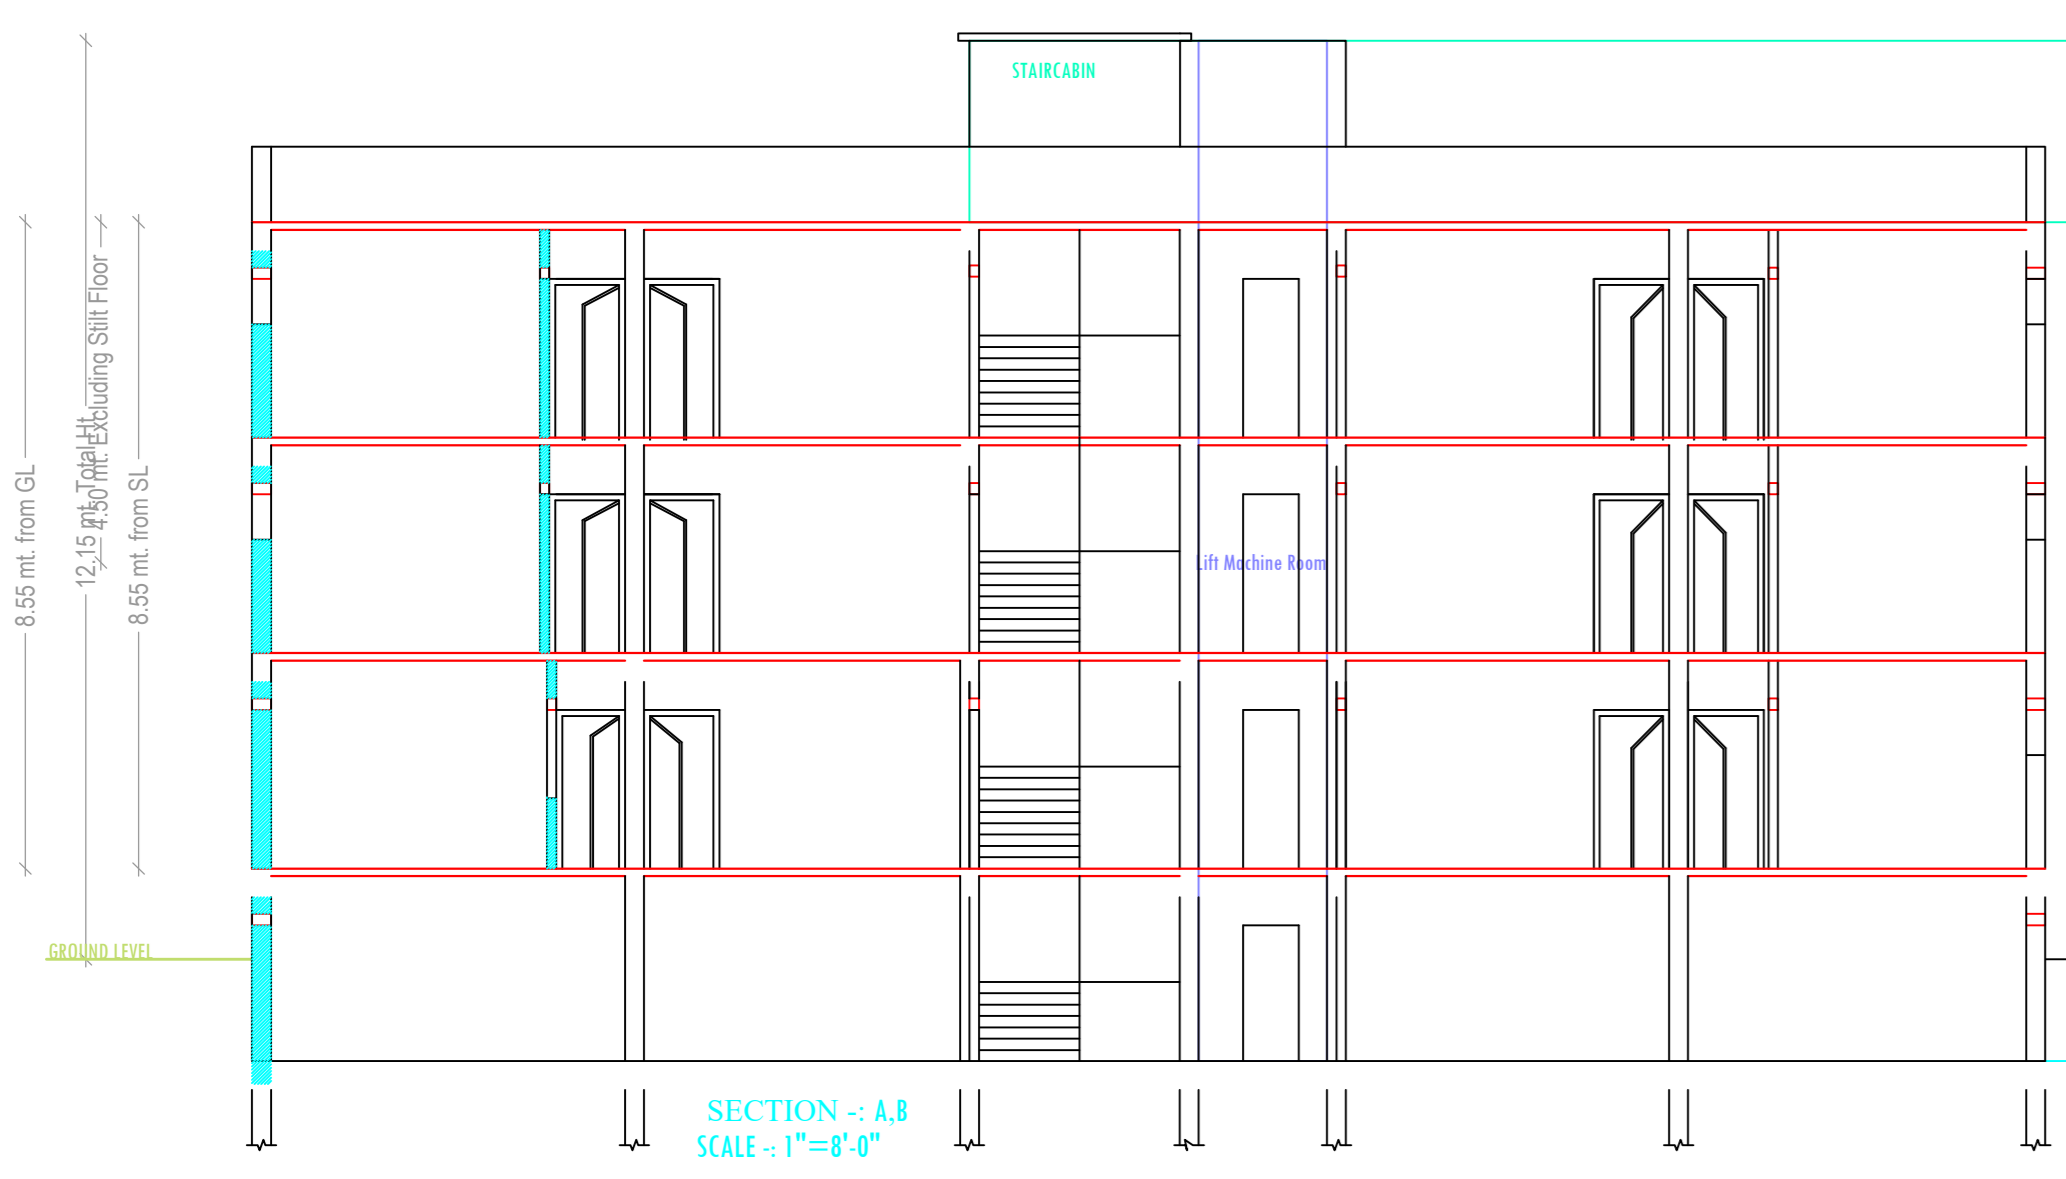 STAIRCABIN
8.55 mt. from GL
12.15 mt. Total Ht.
4.50 mt. Excluding Stilt Floor
8.55 mt. from SL
Lift Machine Room
GROUND LEVEL
SECTION -: A,B
SCALE -: 1"=8'-0"